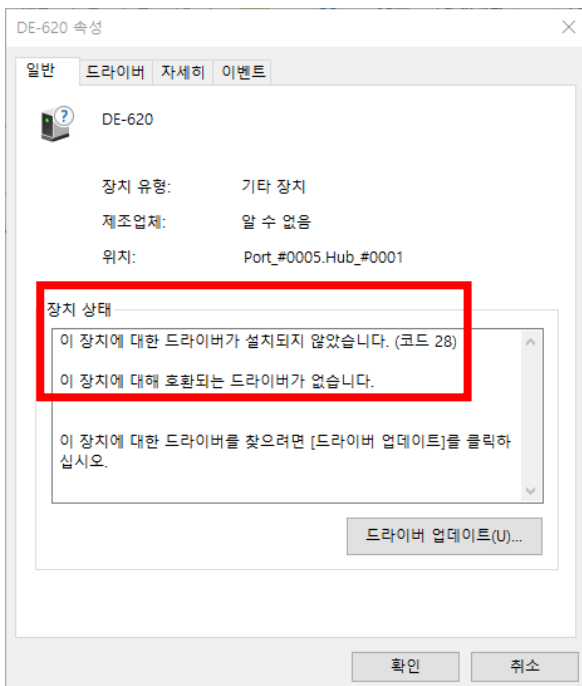 DE-620 속성
일반 드라이버 자세히 이벤트
DE-620
장치 유형: 기타 장치
제조업체: 알 수 없음
위치: Port_#0005.Hub_#0001
장치 상태
이 장치에 대한 드라이버가 설치되지 않았습니다. (코드 28)
이 장치에 대해 호환되는 드라이버가 없습니다.
이 장치에 대한 드라이버를 찾으려면 [드라이버 업데이트]를 클릭하
십시오.
드라이버 업데이트(U)...
확인 취소